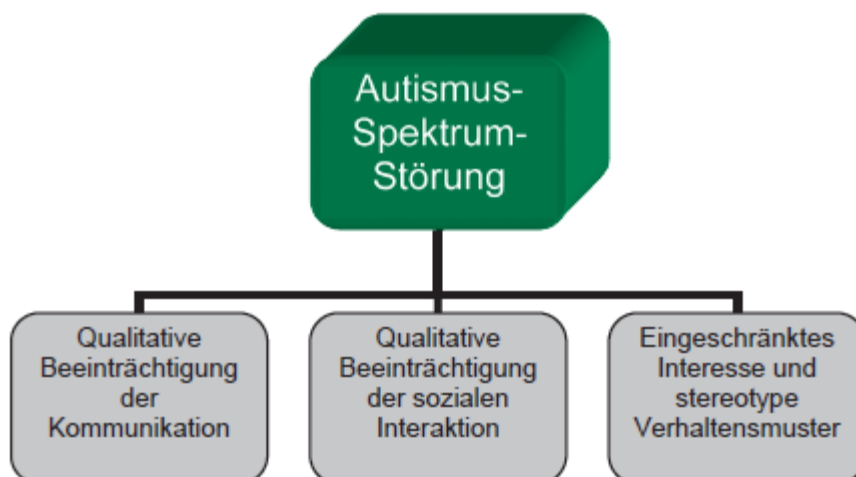 Autismus-
Spektrum-
Störung
Qualitative
Beeinträchtigung
der
Kommunikation
Qualitative
Beeinträchtigung
der sozialen
Interaktion
Eingeschränktes
Interesse und
stereotype
Verhaltensmuster